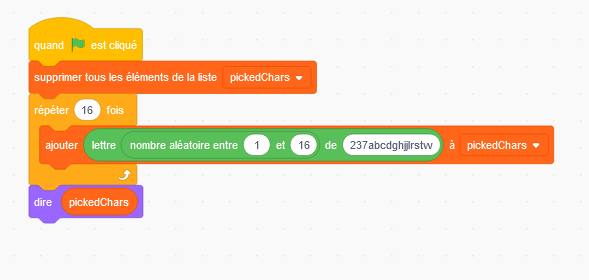 quand est cliqué
supprimer tous les éléments de la liste pickedChars
répéter 16 fois
ajouter lettre nombre aléatoire entre 1 et 16 de 237abcdghijlrstw à pickedChars
dire pickedChars